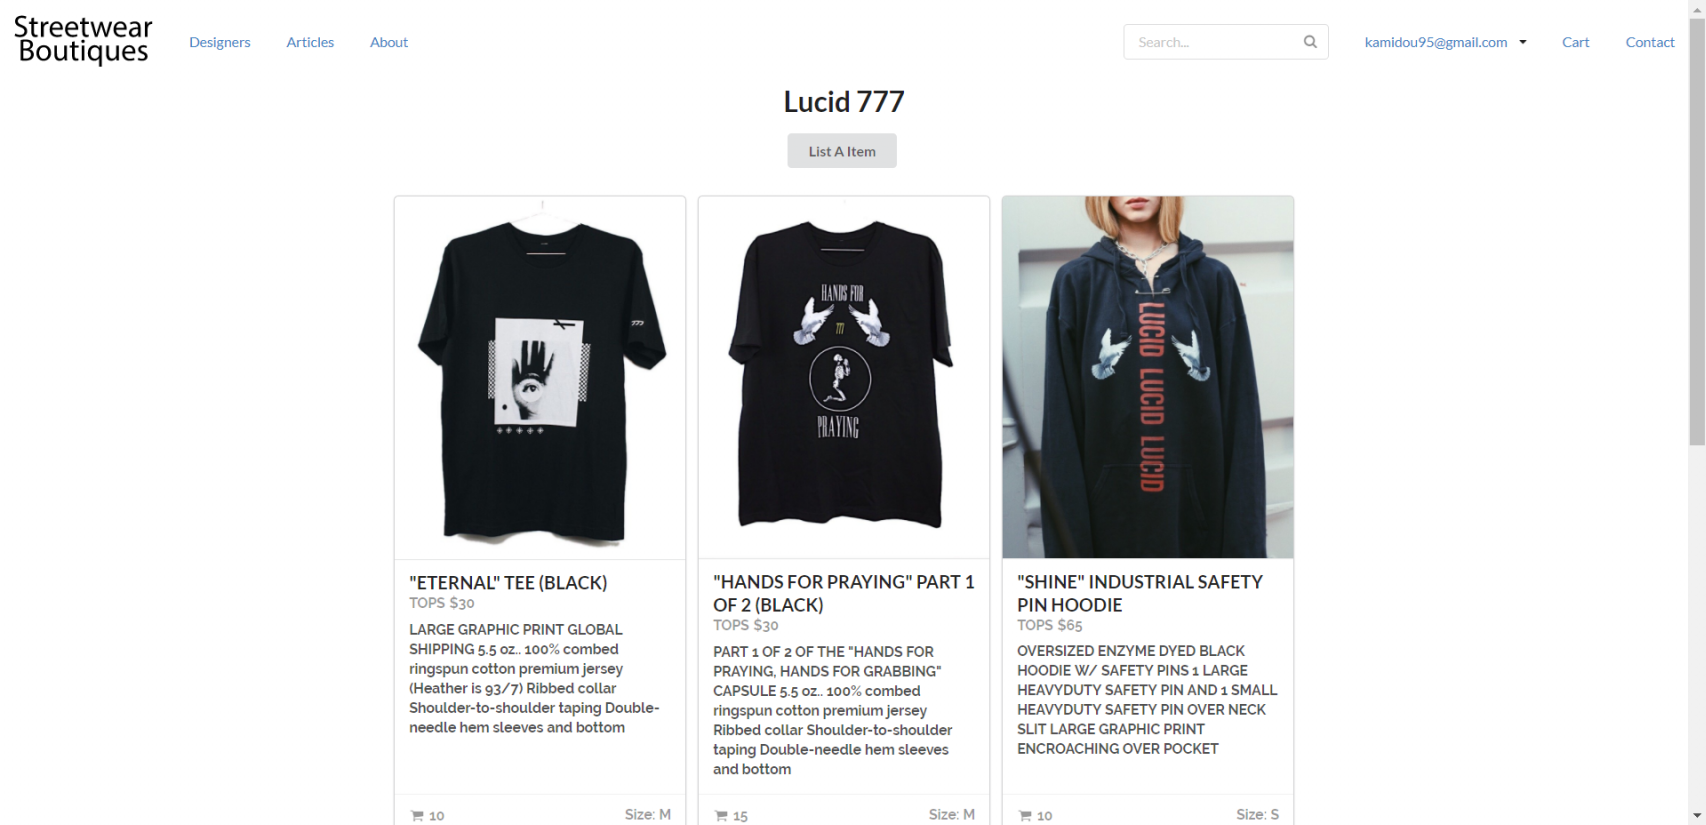 Streetwear
Boutiques
Designers
Articles
About
Search...
kamidou95@gmail.com
Cart
Contact
Lucid 777
List A Item
777
HANDS FOR
777
PRAYING
LUCID LUCID LUCID
"ETERNAL" TEE (BLACK)
TOPS $30
LARGE GRAPHIC PRINT GLOBAL
SHIPPING 5.5 oz.. 100% combed
ringspun cotton premium jersey
(Heather is 93/7) Ribbed collar
Shoulder-to-shoulder taping Double-
needle hem sleeves and bottom
10
Size: M
"HANDS FOR PRAYING" PART 1
OF 2 (BLACK)
TOPS $30
PART 1 OF 2 OF THE "HANDS FOR
PRAYING, HANDS FOR GRABBING"
CAPSULE 5.5 oz.. 100% combed
ringspun cotton premium jersey
Ribbed collar Shoulder-to-shoulder
taping Double-needle hem sleeves
and bottom
15
Size: M
"SHINE" INDUSTRIAL SAFETY
PIN HOODIE
TOPS $65
OVERSIZED ENZYME DYED BLACK
HOODIE W/ SAFETY PINS 1 LARGE
HEAVYDUTY SAFETY PIN AND 1 SMALL
HEAVYDUTY SAFETY PIN OVER NECK
SLIT LARGE GRAPHIC PRINT
ENCROACHING OVER POCKET
10
Size: S